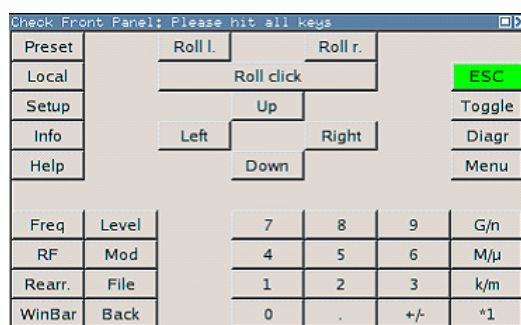 Check Front Panel: Please hit all keys
Preset Roll l. Roll r.
Local Roll click ESC
Setup Up Toggle
Info Left Right Diagr
Help Down Menu
Freq Level 7 8 9 G/n
RF Mod 4 5 6 M/µ
Rearr. File 1 2 3 k/m
WinBar Back 0 . +/- *1